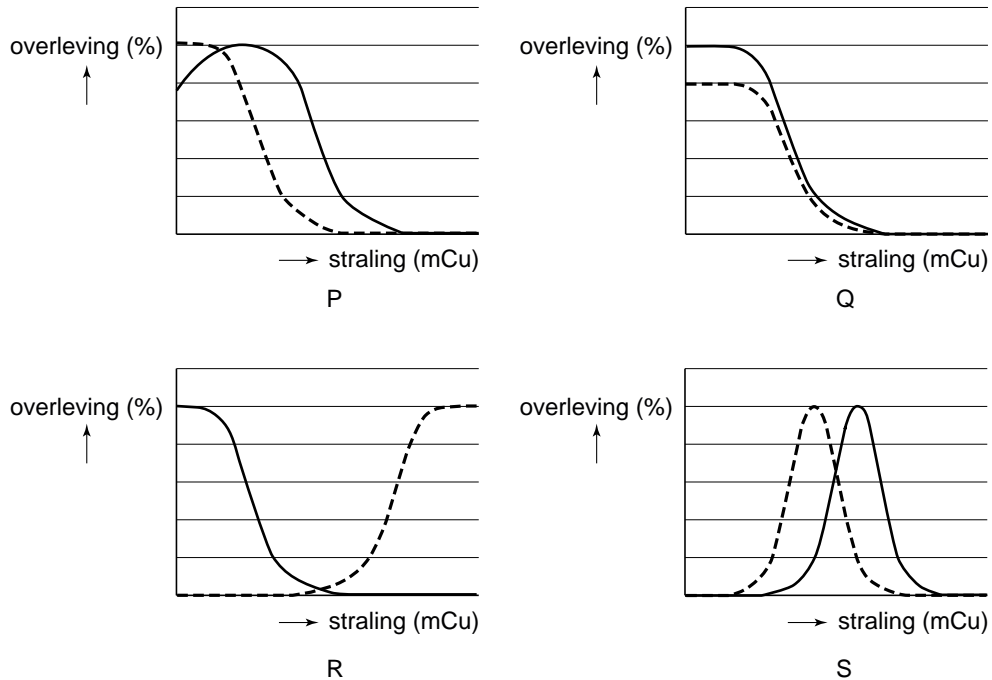 overleving (%)
straling (mCu)
P
overleving (%)
straling (mCu)
Q
overleving (%)
straling (mCu)
R
overleving (%)
straling (mCu)
S